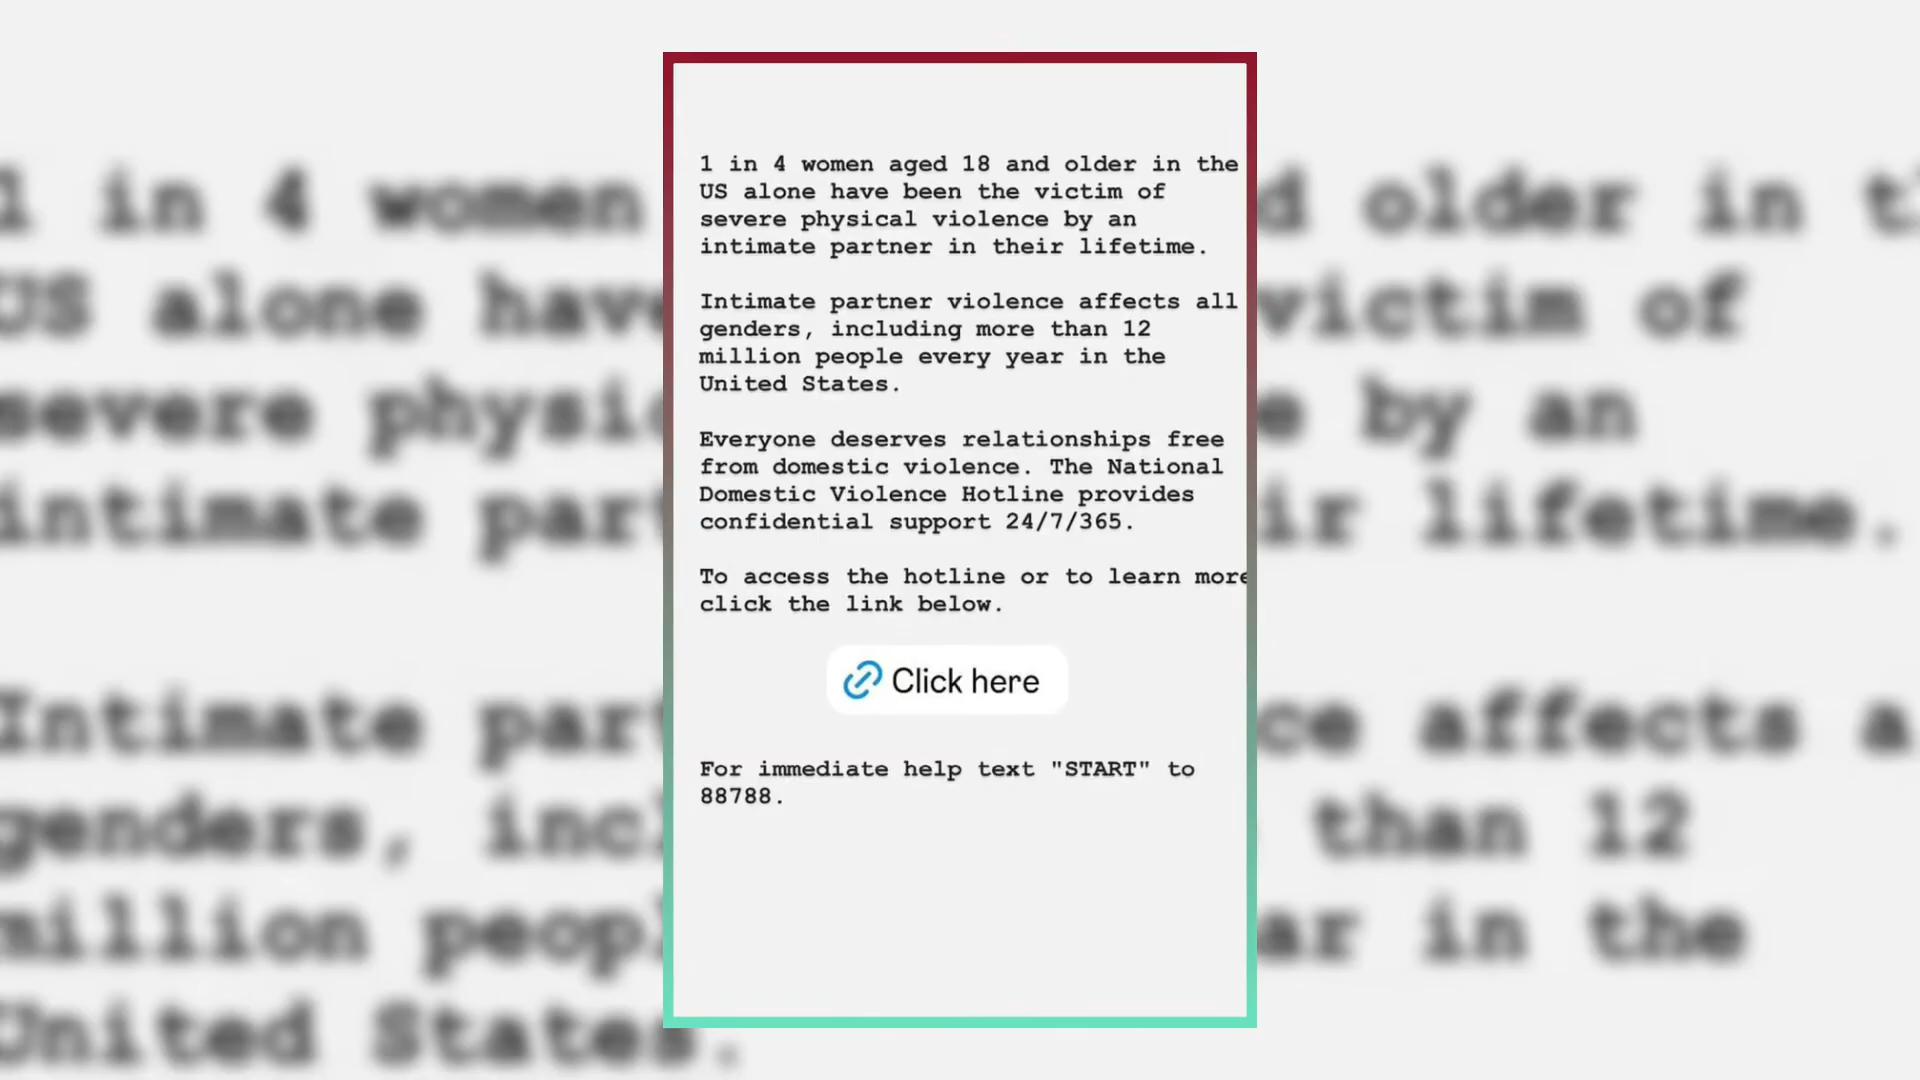 1 in 4 women aged 18 and older in the
US alone have been the victim of
severe physical violence by an
intimate partner in their lifetime.
Intimate partner violence affects all
genders, including more than 12
million people every year in the
United States.
Everyone deserves relationships free
from domestic violence. The National
Domestic Violence Hotline provides
confidential support 24/7/365.
To access the hotline or to learn more
click the link below.
Click here
For immediate help text "START" to
88788.